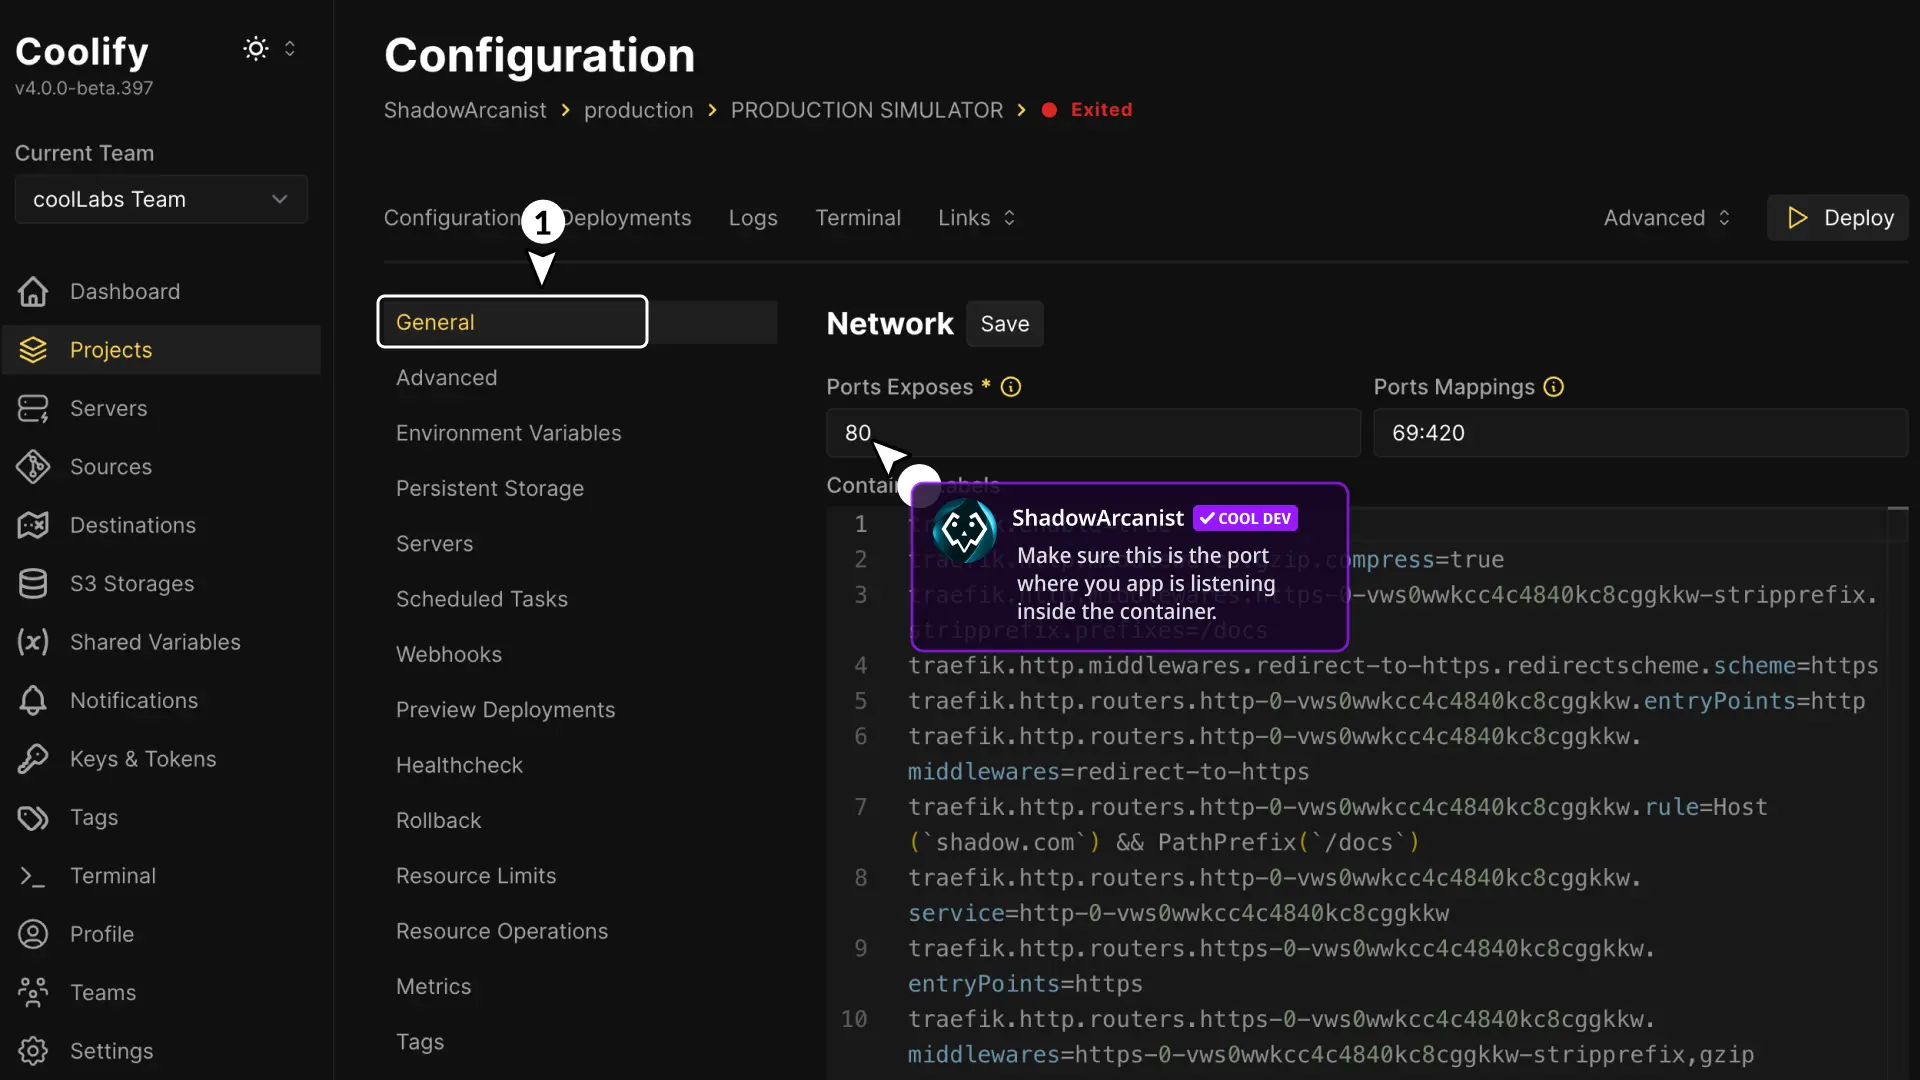 Coolify
v4.0.0-beta.397
Current Team
coolLabs Team
Dashboard
Projects
Servers
Sources
Destinations
S3 Storages
Shared Variables
Notifications
Keys & Tokens
Tags
Terminal
Profile
Teams
Settings
Configuration
ShadowArcanist > production > PRODUCTION SIMULATOR > Exited
Configuration 1 Deployments Logs Terminal Links Advanced Deploy
General
Advanced
Environment Variables
Persistent Storage
Servers
Scheduled Tasks
Webhooks
Preview Deployments
Healthcheck
Rollback
Resource Limits
Resource Operations
Metrics
Tags
Network Save
Ports Exposes * Ports Mappings
80 69:420
ShadowArcanist COOL DEV
Make sure this is the port
where you app is listening
inside the container.
1
2 compress=true
3 traefik.http.middlewares.https-0-vws0wwkcc4c4840kc8cggkkw-stripprefix.
stripprefix.prefixes=/docs
4 traefik.http.middlewares.redirect-to-https.redirectscheme.scheme=https
5 traefik.http.routers.http-0-vws0wwkcc4c4840kc8cggkkw.entryPoints=http
6 traefik.http.routers.http-0-vws0wwkcc4c4840kc8cggkkw.
middlewares=redirect-to-https
7 traefik.http.routers.http-0-vws0wwkcc4c4840kc8cggkkw.rule=Host
(`shadow.com`) && PathPrefix(`/docs`)
8 traefik.http.routers.http-0-vws0wwkcc4c4840kc8cggkkw.
service=http-0-vws0wwkcc4c4840kc8cggkkw
9 traefik.http.routers.https-0-vws0wwkcc4c4840kc8cggkkw.
entryPoints=https
10 traefik.http.routers.https-0-vws0wwkcc4c4840kc8cggkkw.
middlewares=https-0-vws0wwkcc4c4840kc8cggkkw-stripprefix,gzip